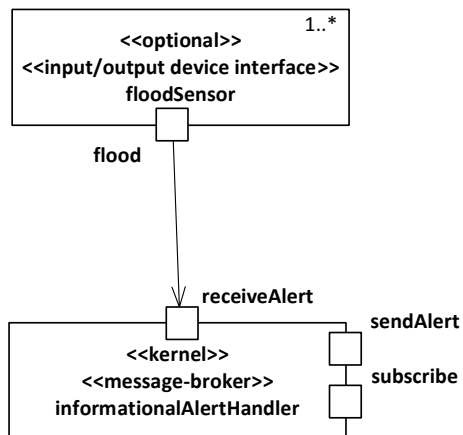 1..*
<<optional>>
<<input/output device interface>>
floodSensor
flood
receiveAlert
sendAlert
<<kernel>>
<<message-broker>>
subscribe
informationalAlertHandler